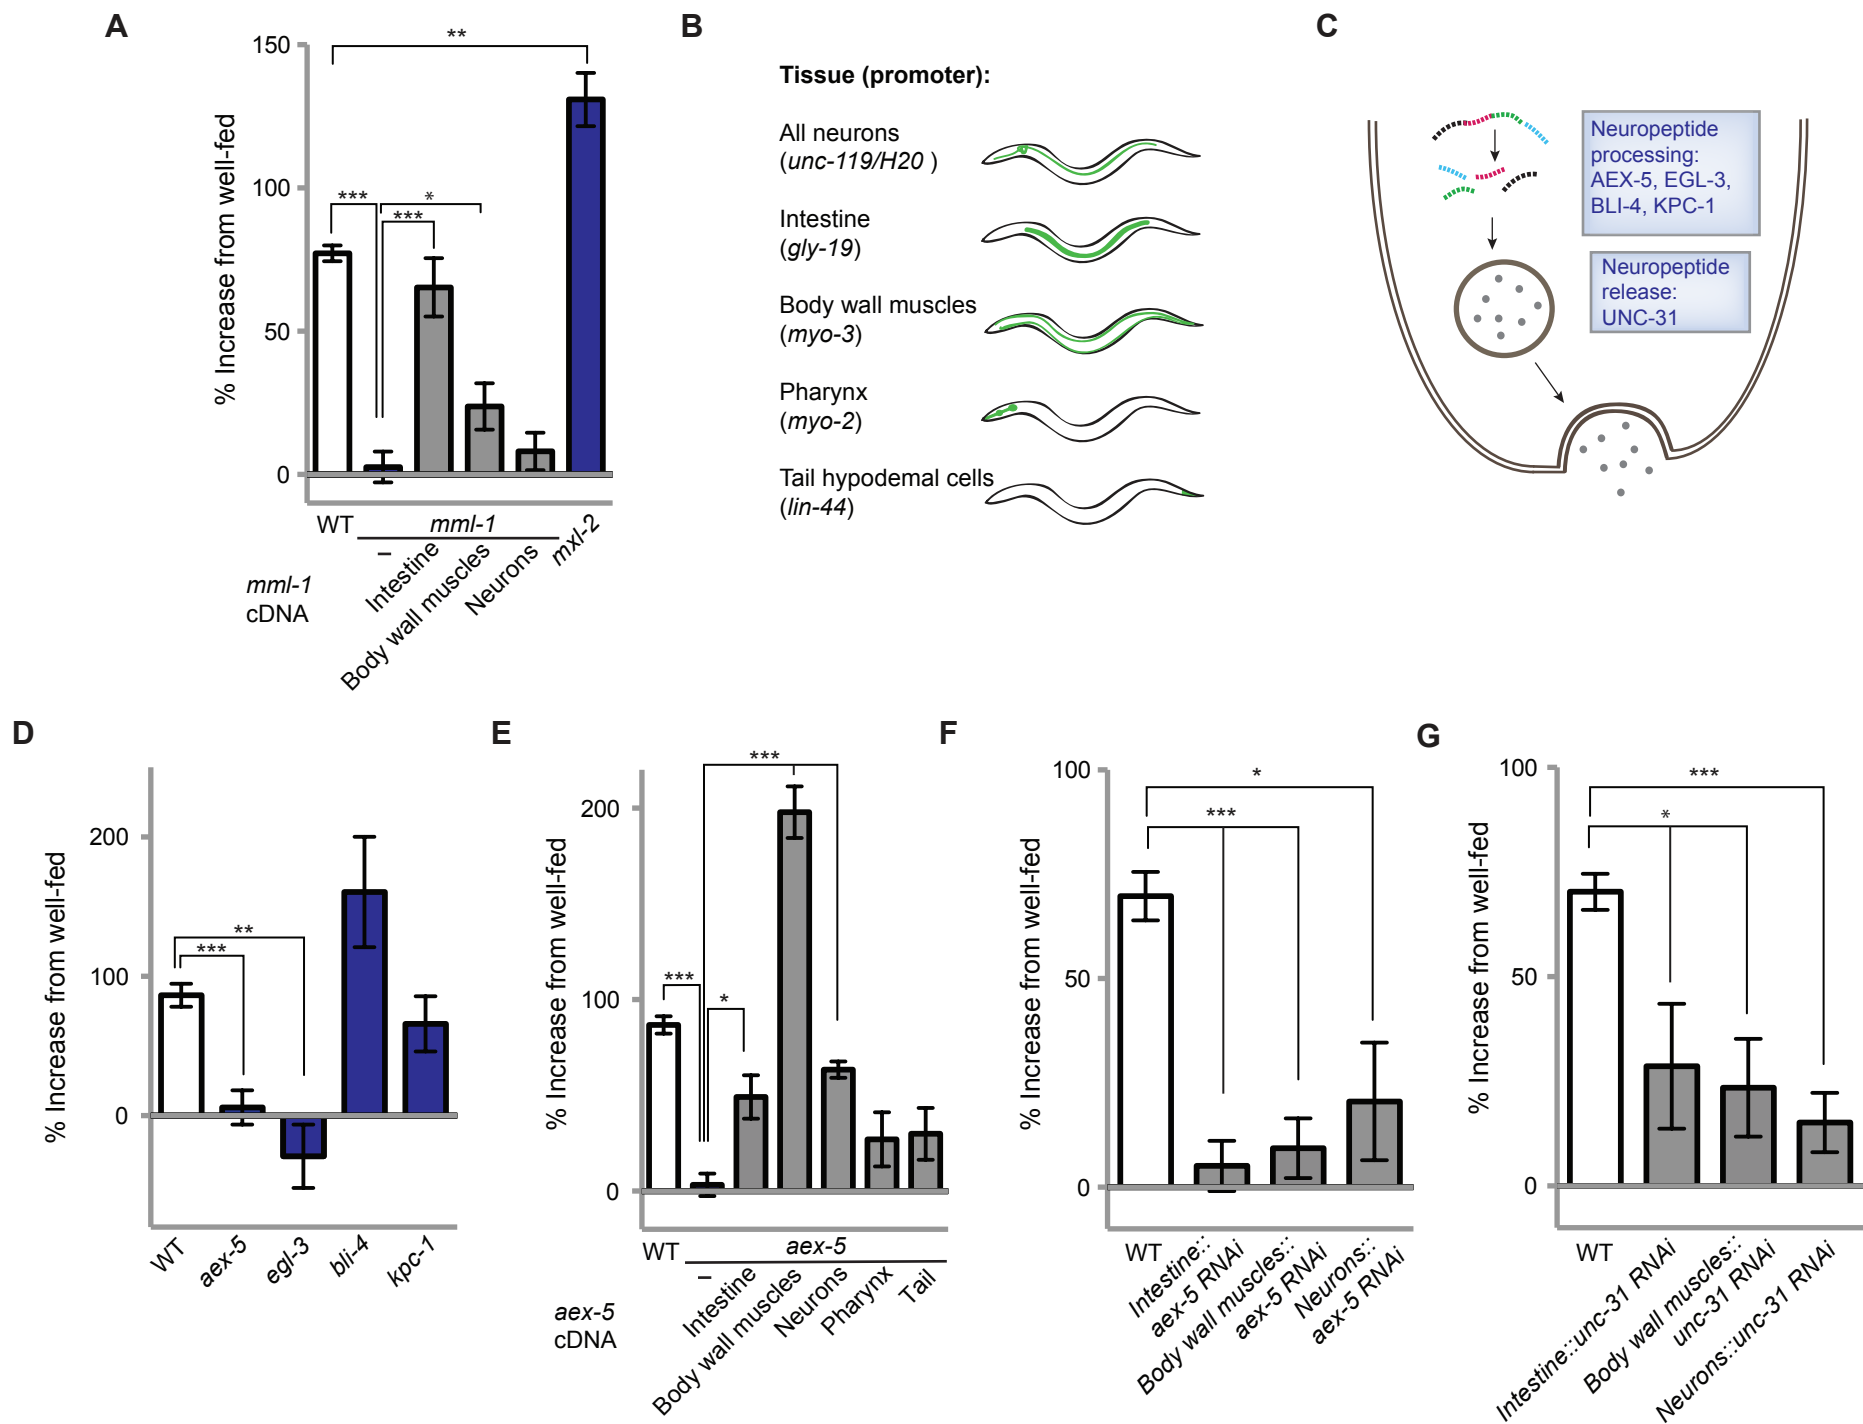 A
% Increase from well-fed
150
100
50
0
**
***
***
*
WT
mml-1
–
Intestine
Body wall muscles
Neurons
mxl-2
mml-1
cDNA
B
Tissue (promoter):
All neurons
(unc-119/H20 )
Intestine
(gly-19)
Body wall muscles
(myo-3)
Pharynx
(myo-2)
Tail hypodemal cells
(lin-44)
C
Neuropeptide
processing:
AEX-5, EGL-3,
BLI-4, KPC-1
Neuropeptide
release:
UNC-31
D
% Increase from well-fed
200
100
0
**
***
WT
aex-5
egl-3
bli-4
kpc-1
E
% Increase from well-fed
200
100
0
***
***
*
WT
aex-5
–
Intestine
Body wall muscles
Neurons
Pharynx
Tail
aex-5
cDNA
F
% Increase from well-fed
100
50
0
*
***
WT
Intestine::
aex-5 RNAi
Body wall muscles::
aex-5 RNAi
Neurons::
aex-5 RNAi
G
% Increase from well-fed
100
50
0
***
*
WT
Intestine::unc-31 RNAi
Body wall muscles::
unc-31 RNAi
Neurons::unc-31 RNAi